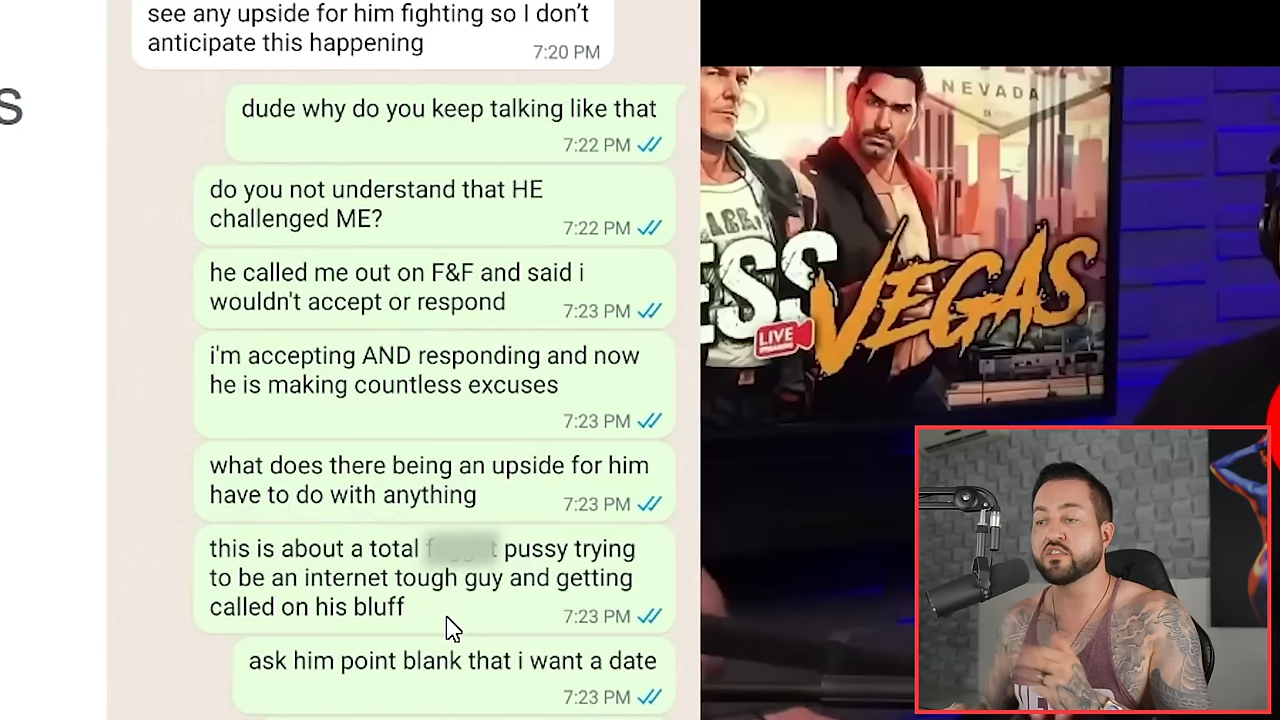 see any upside for him fighting so I don't
anticipate this happening
7:20 PM
s
dude why do you keep talking like that
7:22 PM
do you not understand that HE
challenged ME?
7:22 PM
he called me out on F&F and said i
wouldn't accept or respond
7:23 PM
i'm accepting AND responding and now
he is making countless excuses
7:23 PM
what does there being an upside for him
have to do with anything
7:23 PM
this is about a total pussy trying
to be an internet tough guy and getting
called on his bluff
7:23 PM
ask him point blank that i want a date
7:23 PM
NEVADA
ESS
VEGAS
LIVE